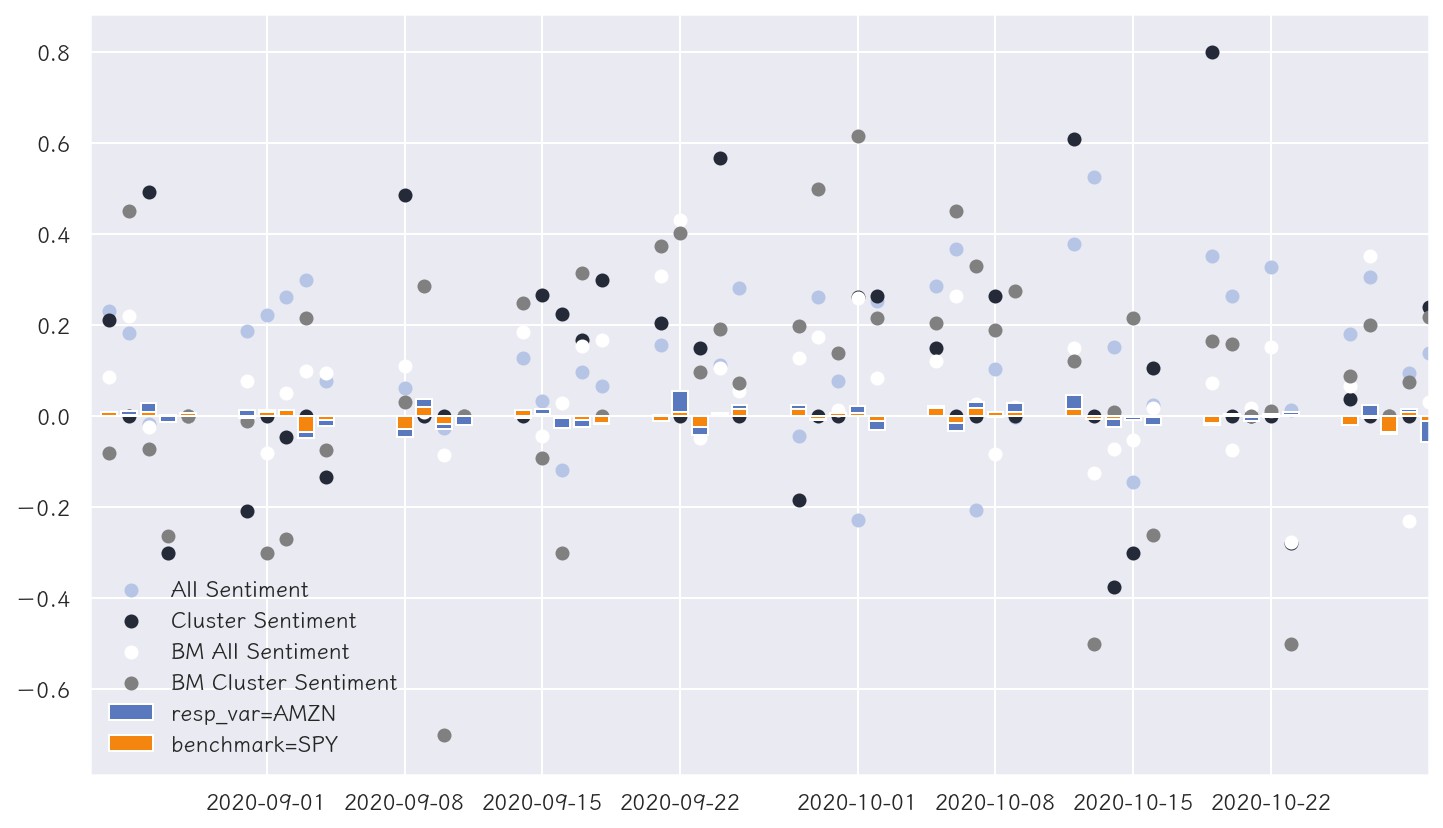 0.8
0.6
0.4
0.2
0.0
−0.2
−0.4
−0.6
All Sentiment
Cluster Sentiment
BM All Sentiment
BM Cluster Sentiment
resp_var=AMZN
benchmark=SPY
2020-09-01 2020-09-08 2020-09-15 2020-09-22 2020-10-01 2020-10-08 2020-10-15 2020-10-22